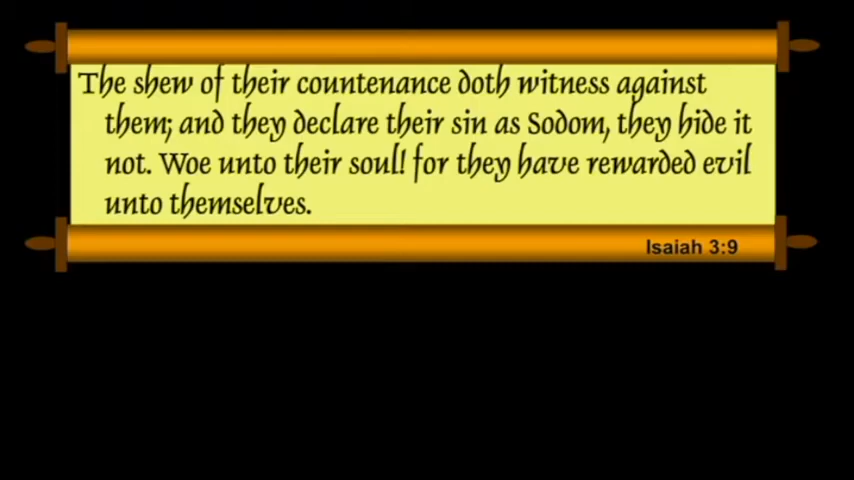 The shew of their countenance doth witness against
them; and they declare their sin as Sodom, they hide it
not. Woe unto their soul! for they have rewarded evil
unto themselves.
Isaiah 3:9